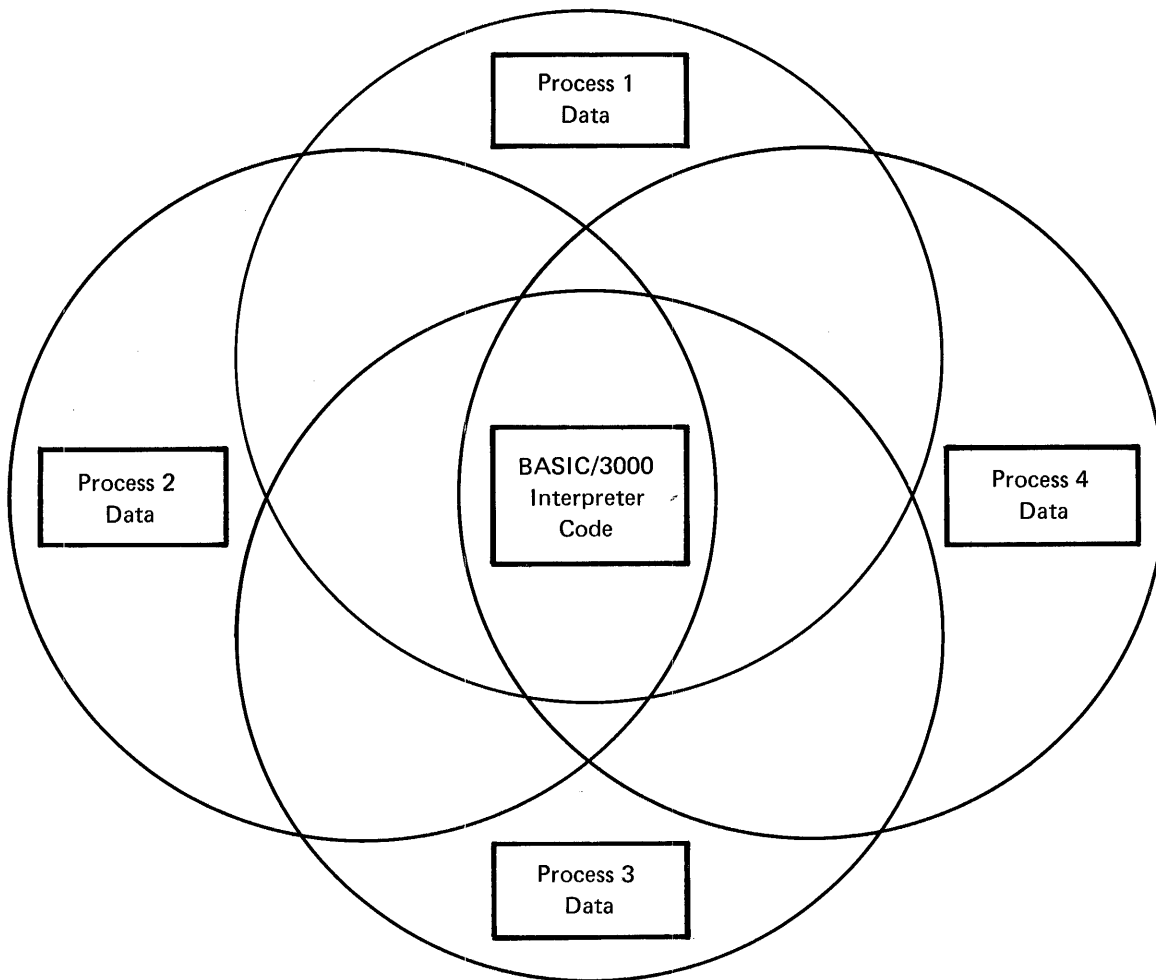 Process 1
Data
Process 2
Data
BASIC/3000
Interpreter
Code
Process 4
Data
Process 3
Data